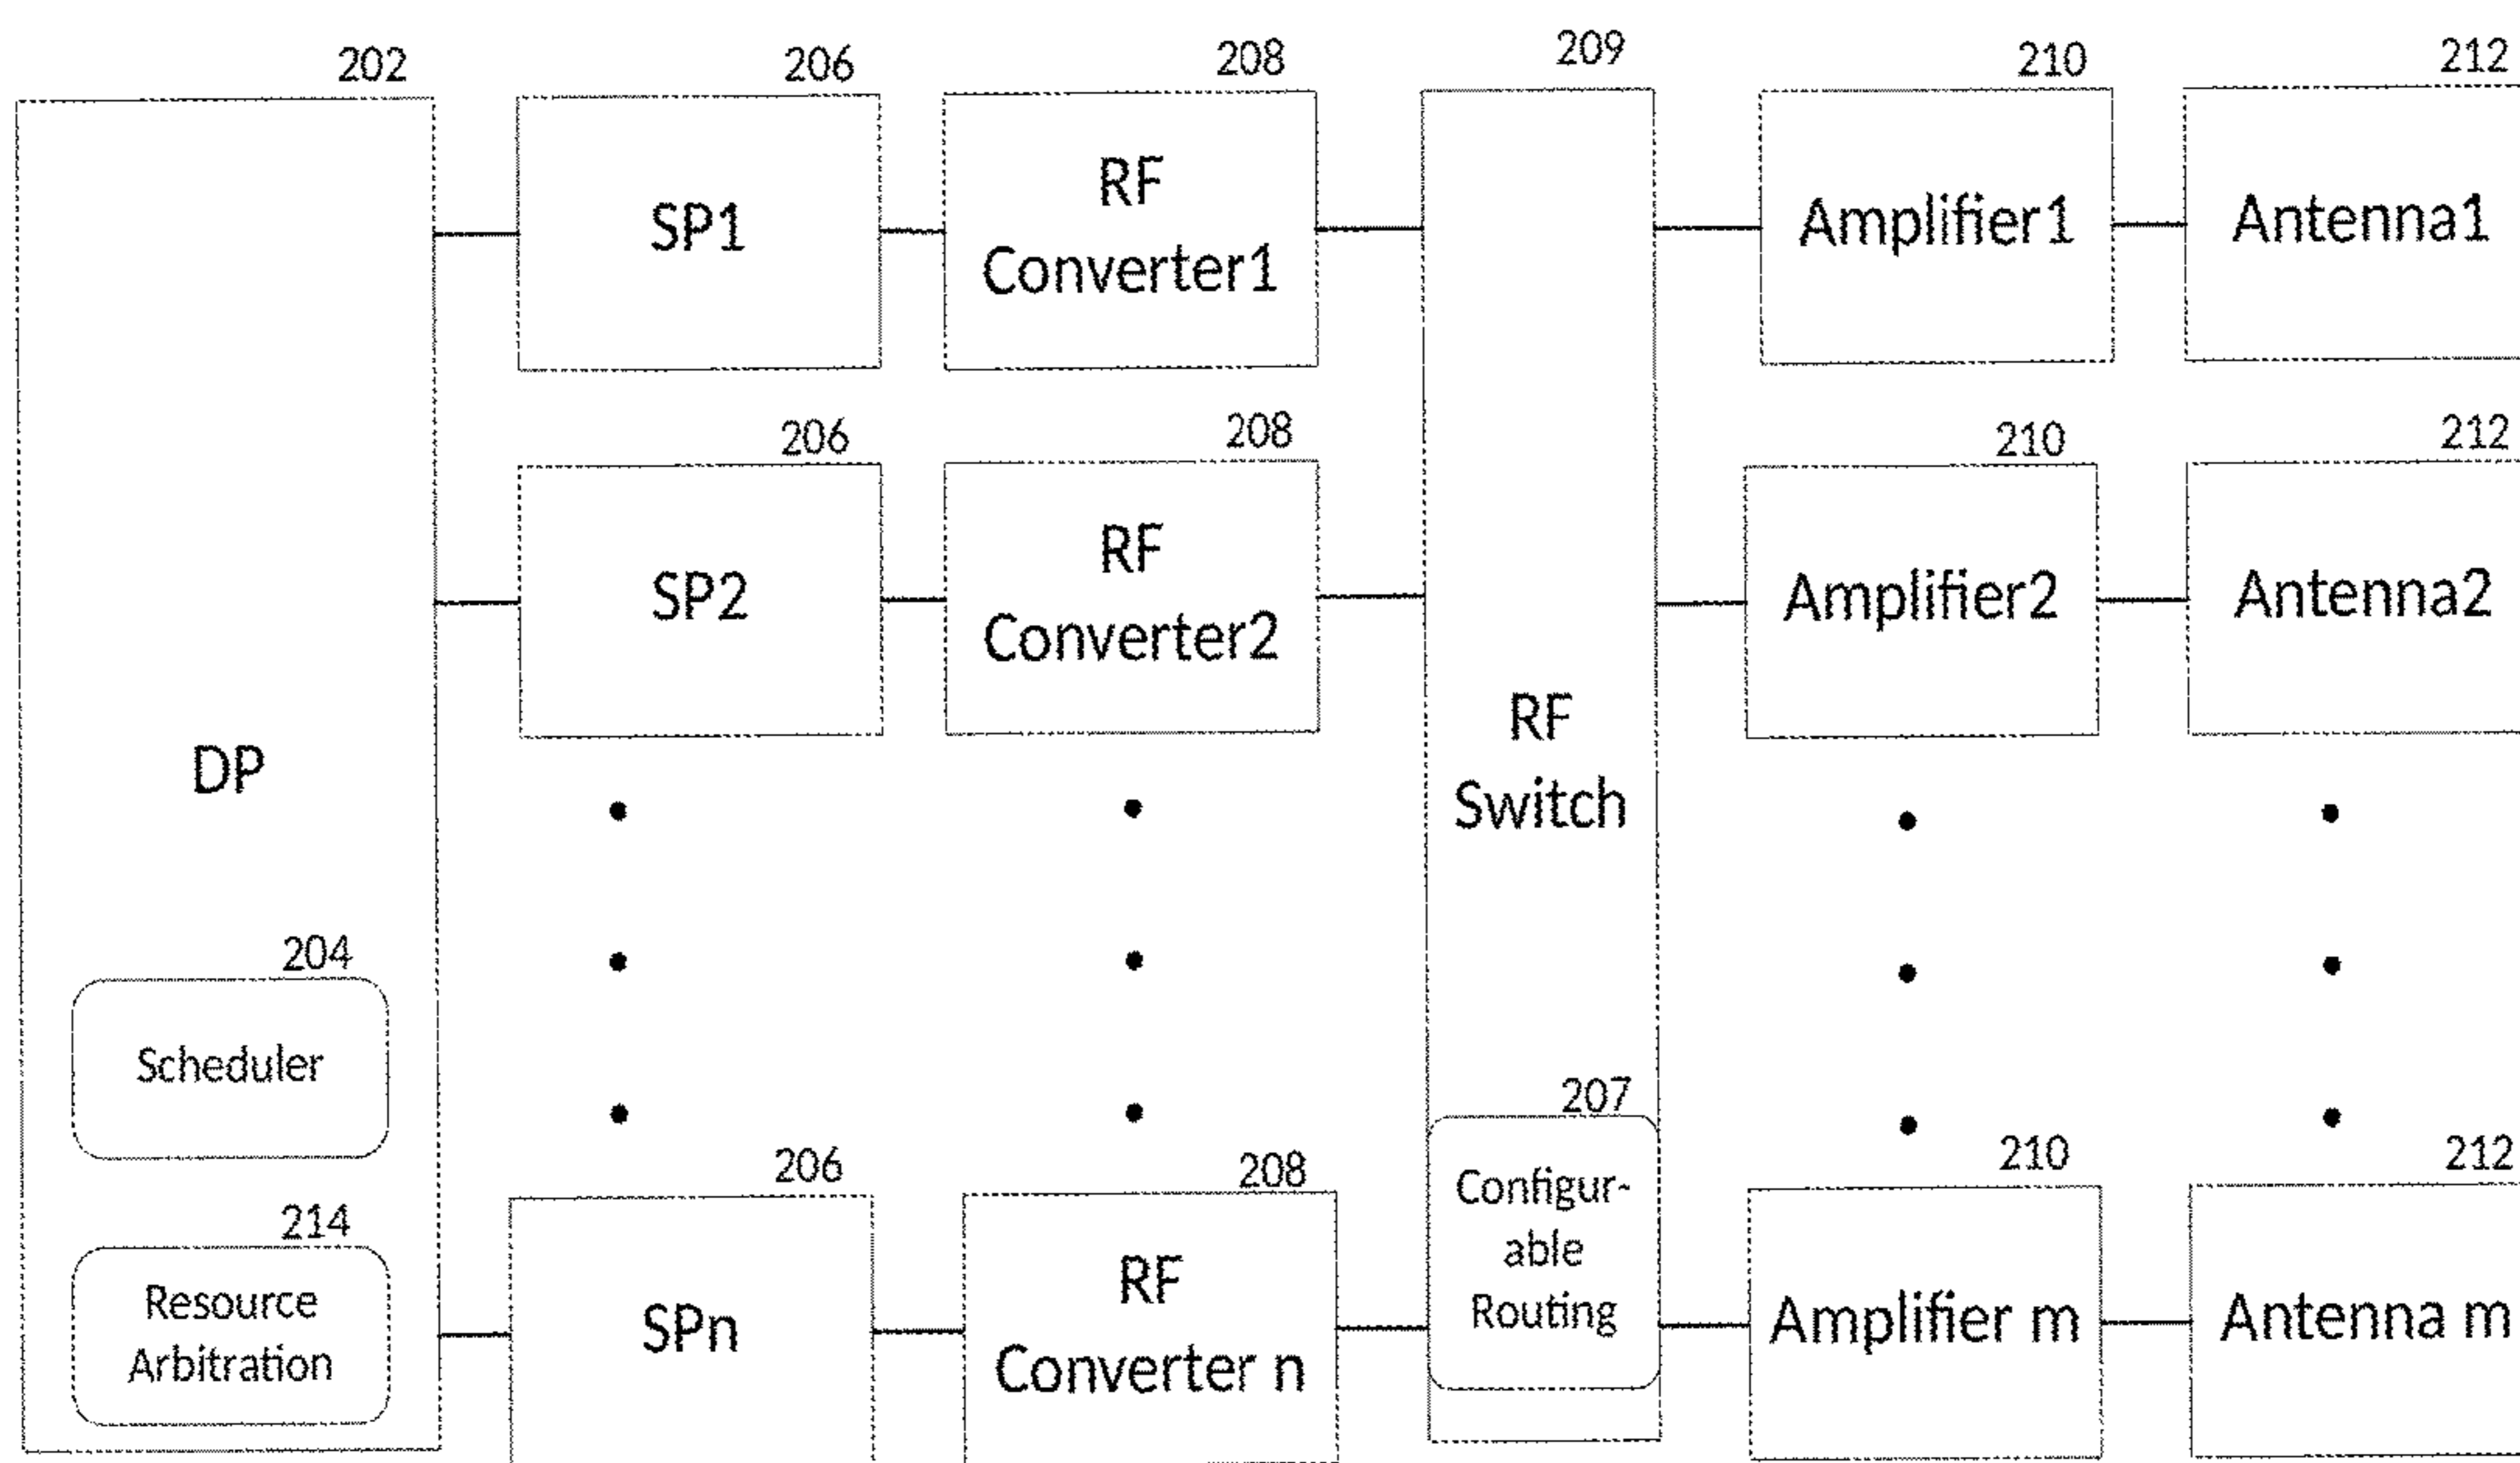 202
206
208
209
210
212
SP1
RF
Converter1
Amplifier1
Antenna1
206
208
210
212
SP2
RF
Converter2
Amplifier2
Antenna2
DP
RF
Switch
204
Scheduler
207
Configur-
able
Routing
214
Resource
Arbitration
206
208
210
212
SPn
RF
Converter n
Amplifier m
Antenna m